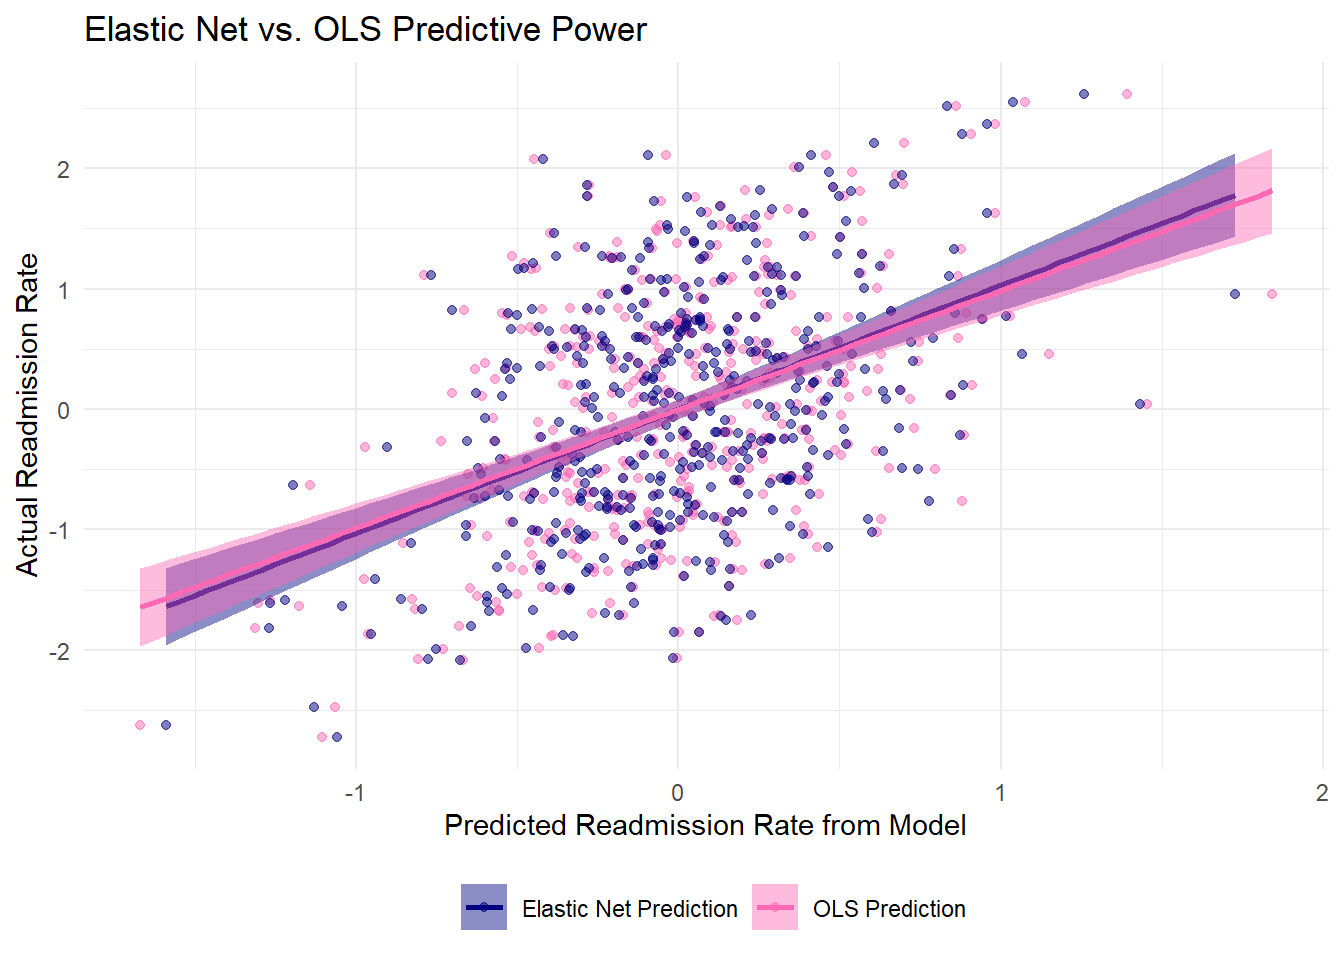 Elastic Net vs. OLS Predictive Power
Actual Readmission Rate
2
1
0
-1
-2
-1
0
1
2
Predicted Readmission Rate from Model
Elastic Net Prediction
OLS Prediction